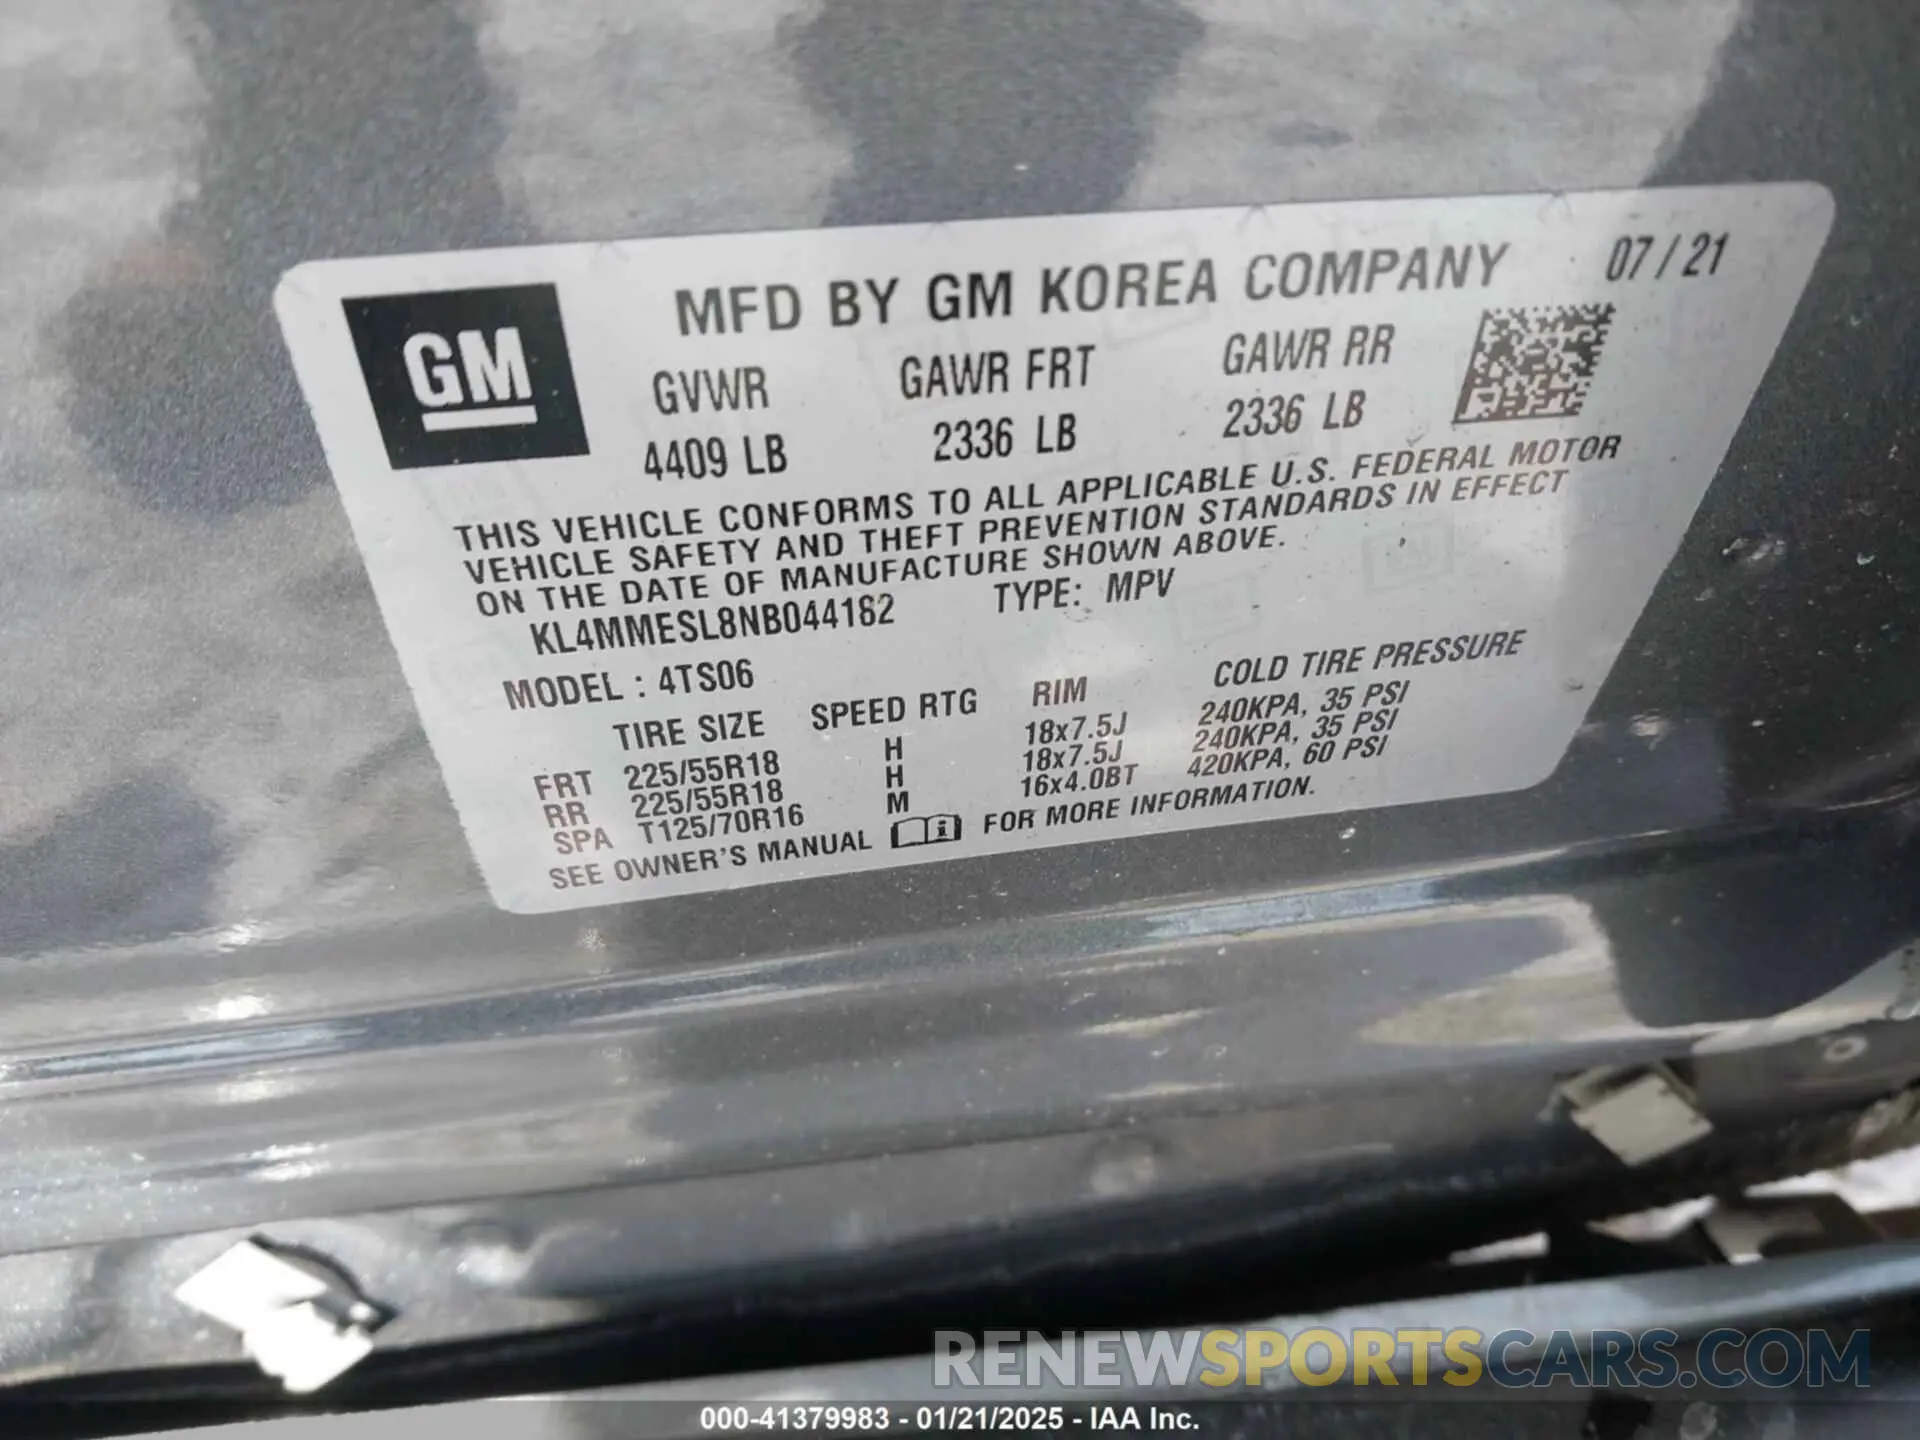 MFD BY GM KOREA COMPANY 07 / 21
GM
GVWR GAWR FRT GAWR RR
4409 LB 2336 LB 2336 LB
THIS VEHICLE CONFORMS TO ALL APPLICABLE U.S. FEDERAL MOTOR
VEHICLE SAFETY AND THEFT PREVENTION STANDARDS IN EFFECT
ON THE DATE OF MANUFACTURE SHOWN ABOVE.
KL4MMESL8NB044182 TYPE: MPV
MODEL : 4TS06
TIRE SIZE SPEED RTG RIM COLD TIRE PRESSURE
FRT 225/55R18 H 18x7.5J 240KPA, 35 PSI
RR 225/55R18 H 18x7.5J 240KPA, 35 PSI
SPA T125/70R16 M 16x4.0BT 420KPA, 60 PSI
SEE OWNER'S MANUAL FOR MORE INFORMATION.
RENEWSPORTSCARS.COM
000-41379983 - 01/21/2025 - IAA Inc.